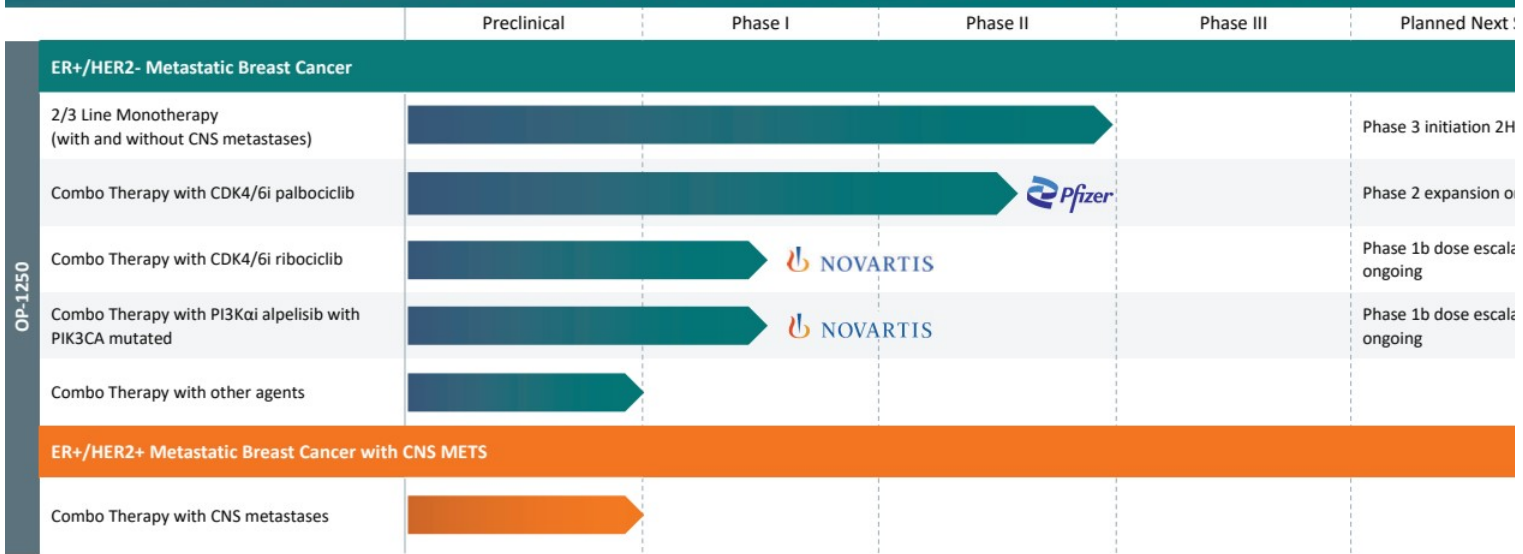 Preclinical Phase I Phase II Phase III Planned Next
ER+/HER2- Metastatic Breast Cancer
2/3 Line Monotherapy
(with and without CNS metastases)
Phase 3 initiation 2H
Combo Therapy with CDK4/6i palbociclib
Pfizer
Phase 2 expansion
Combo Therapy with CDK4/6i ribociclib
NOVARTIS
Phase 1b dose
ongoing
OP-1250
Combo Therapy with PI3Kαi alpelisib with
PIK3CA mutated
NOVARTIS
Phase 1b dose
ongoing
Combo Therapy with other agents
ER+/HER2+ Metastatic Breast Cancer with CNS METS
Combo Therapy with CNS metastases